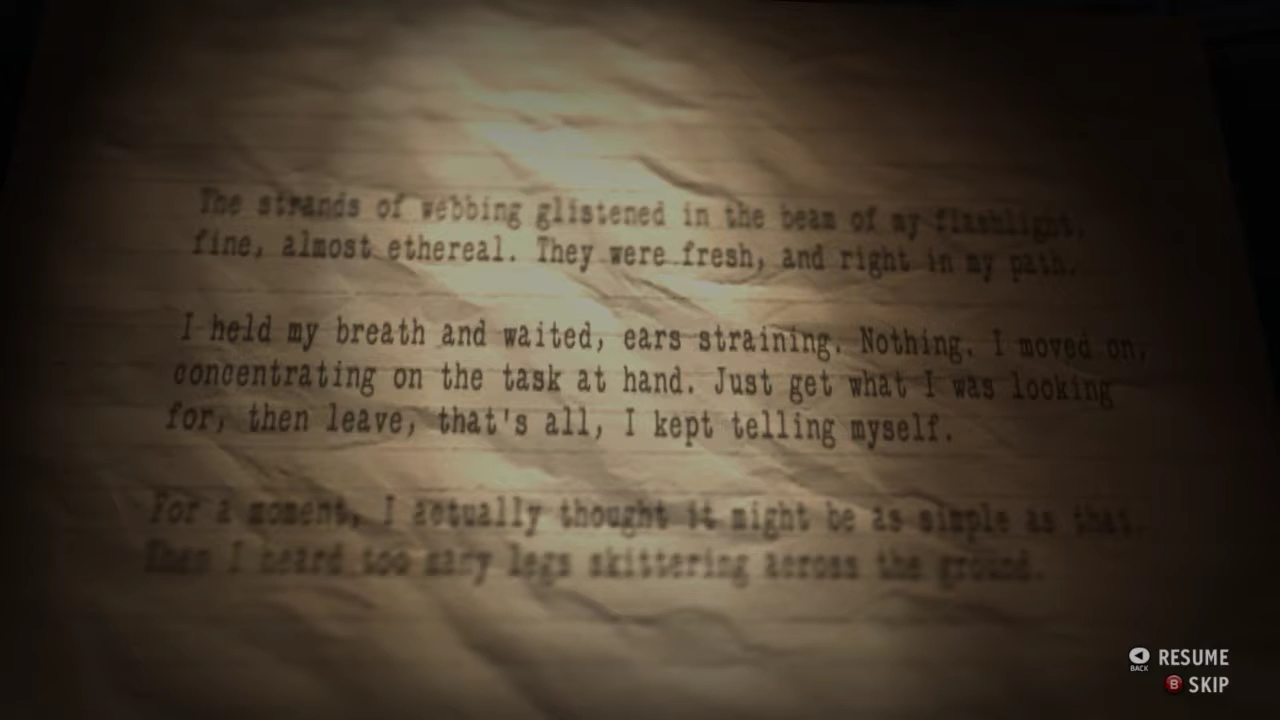 The strands of webbing glistened in the beam of my flashlight,
fine, almost ethereal. They were fresh, and right in my path.
I held my breath and waited, ears straining. Nothing. I moved on,
concentrating on the task at hand. Just get what I was looking
for, then leave, that's all, I kept telling myself.
For a moment, I actually thought it might be as simple as that.
Then I heard too many legs skittering across the ground.
BACK RESUME
B SKIP